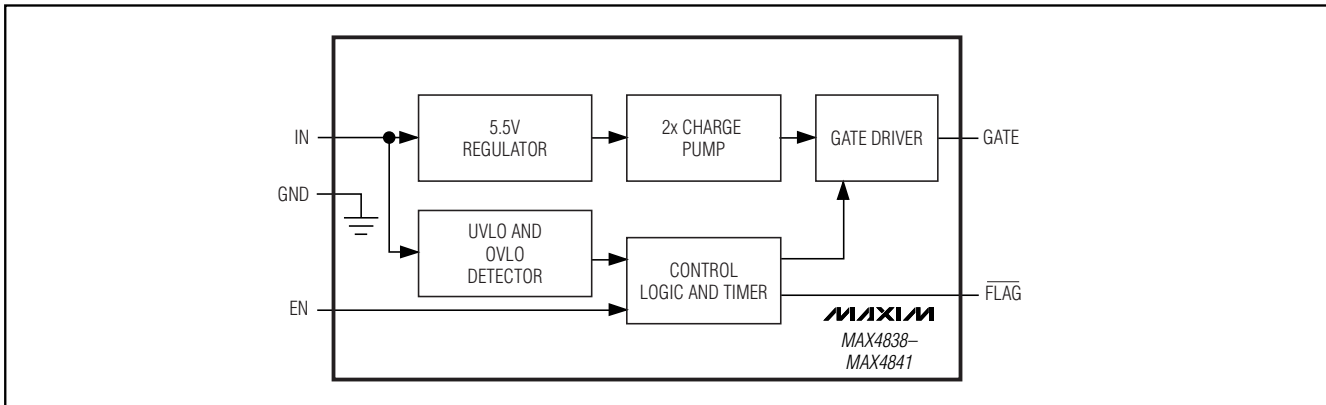 IN
GND
EN
5.5V
REGULATOR
2x CHARGE
PUMP
GATE DRIVER
GATE
UVLO AND
OVLO
DETECTOR
CONTROL
LOGIC AND TIMER
FLAG
MAXIM
MAX4838–
MAX4841